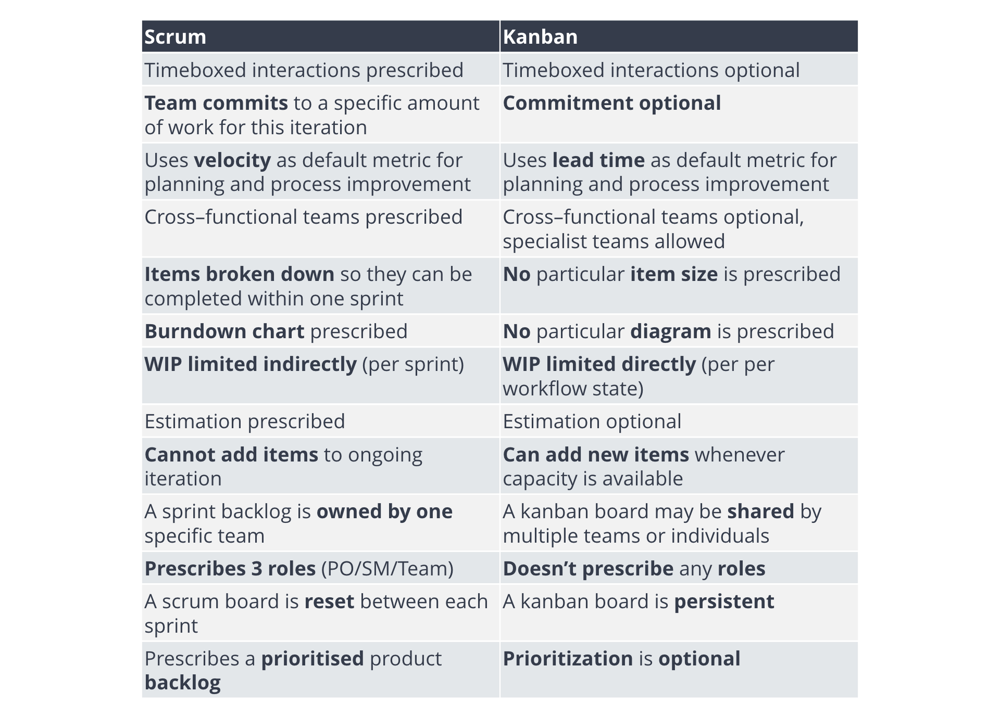 Scrum
Kanban
Timeboxed interactions prescribed
Timeboxed interactions optional
Team commits to a specific amount
of work for this iteration
Commitment optional
Uses velocity as default metric for
planning and process improvement
Uses lead time as default metric for
planning and process improvement
Cross–functional teams prescribed
Cross–functional teams optional,
specialist teams allowed
Items broken down so they can be
completed within one sprint
No particular item size is prescribed
Burndown chart prescribed
No particular diagram is prescribed
WIP limited indirectly (per sprint)
WIP limited directly (per per
workflow state)
Estimation prescribed
Estimation optional
Cannot add items to ongoing
iteration
Can add new items whenever
capacity is available
A sprint backlog is owned by one
specific team
A kanban board may be shared by
multiple teams or individuals
Prescribes 3 roles (PO/SM/Team)
Doesn’t prescribe any roles
A scrum board is reset between each
sprint
A kanban board is persistent
Prescribes a prioritised product
backlog
Prioritization is optional